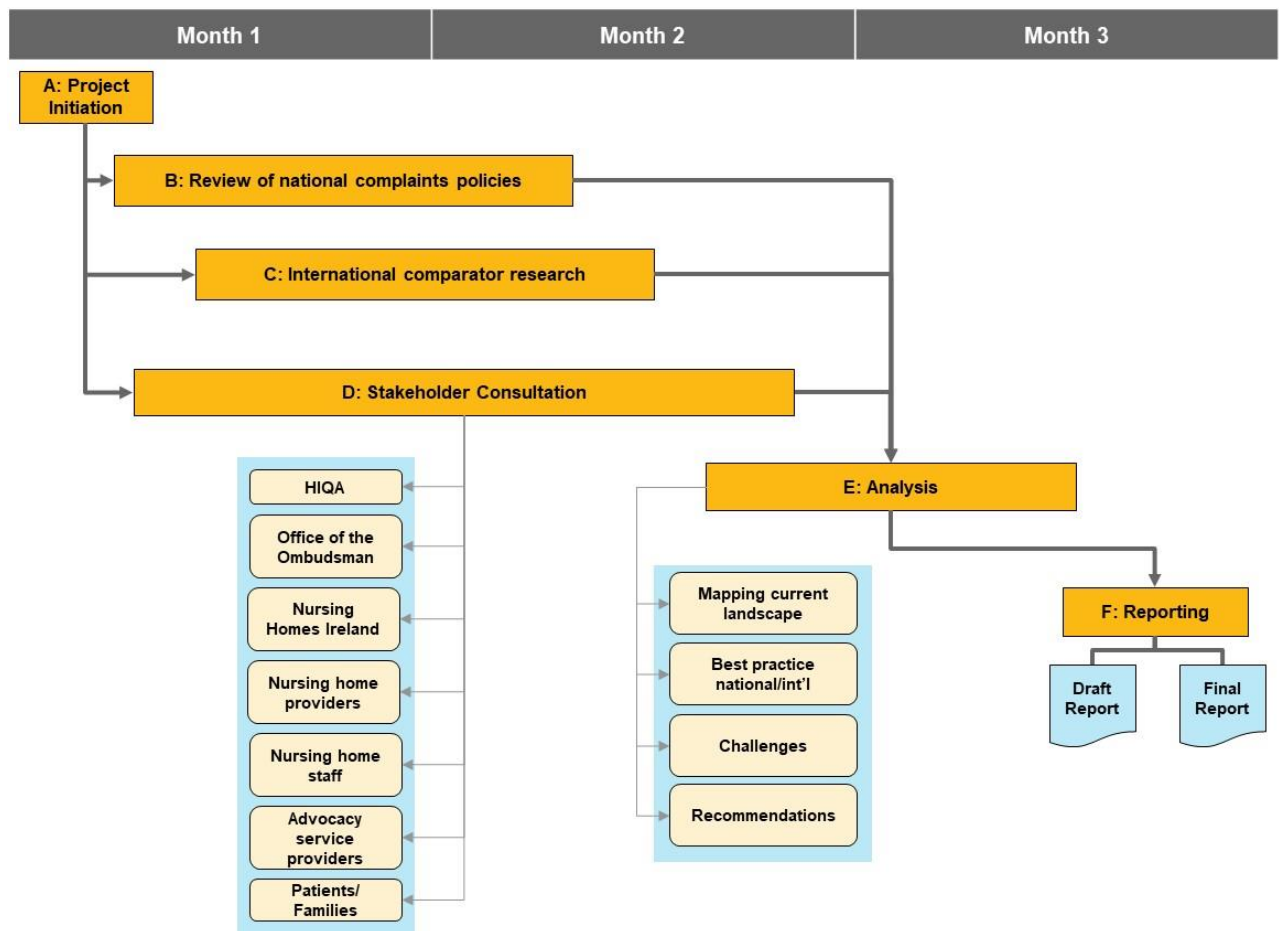 Month 1
Month 2
Month 3
A: Project
Initiation
B: Review of national complaints policies
C: International comparator research
D: Stakeholder Consultation
HIQA
Office of the
Ombudsman
Nursing
Homes Ireland
Nursing home
providers
Nursing home
staff
Advocacy
service
providers
Patients/
Families
E: Analysis
Mapping current
landscape
Best practice
national/int'l
Challenges
Recommendations
F: Reporting
Draft
Report
Final
Report